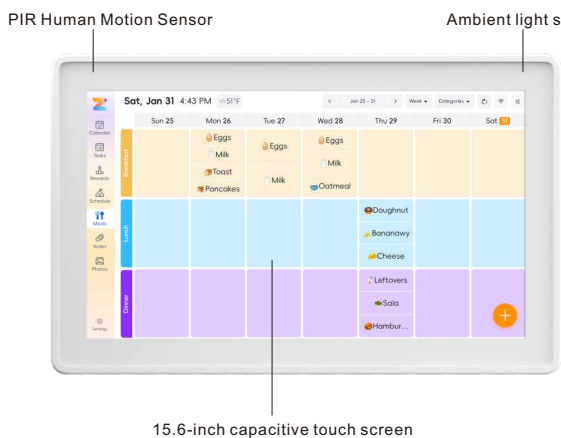 PIR Human Motion Sensor
Ambient light s
Sat, Jan 31 4:43 PM 51°F
Jan 25 - 31 Week Categories
Sun 25 Mon 26 Tue 27 Wed 28 Thu 29 Fri 30 Sat 31
Calendar
Tasks
Rewards
Schedule
Meals
Notes
Photos
Settings
Breakfast
Eggs
Milk
Toast
Pancakes
Eggs
Milk
Eggs
Milk
Oatmeal
Lunch
Doughnut
Bananawy
Cheese
Dinner
Leftovers
Sala
Hambur...
15.6-inch capacitive touch screen